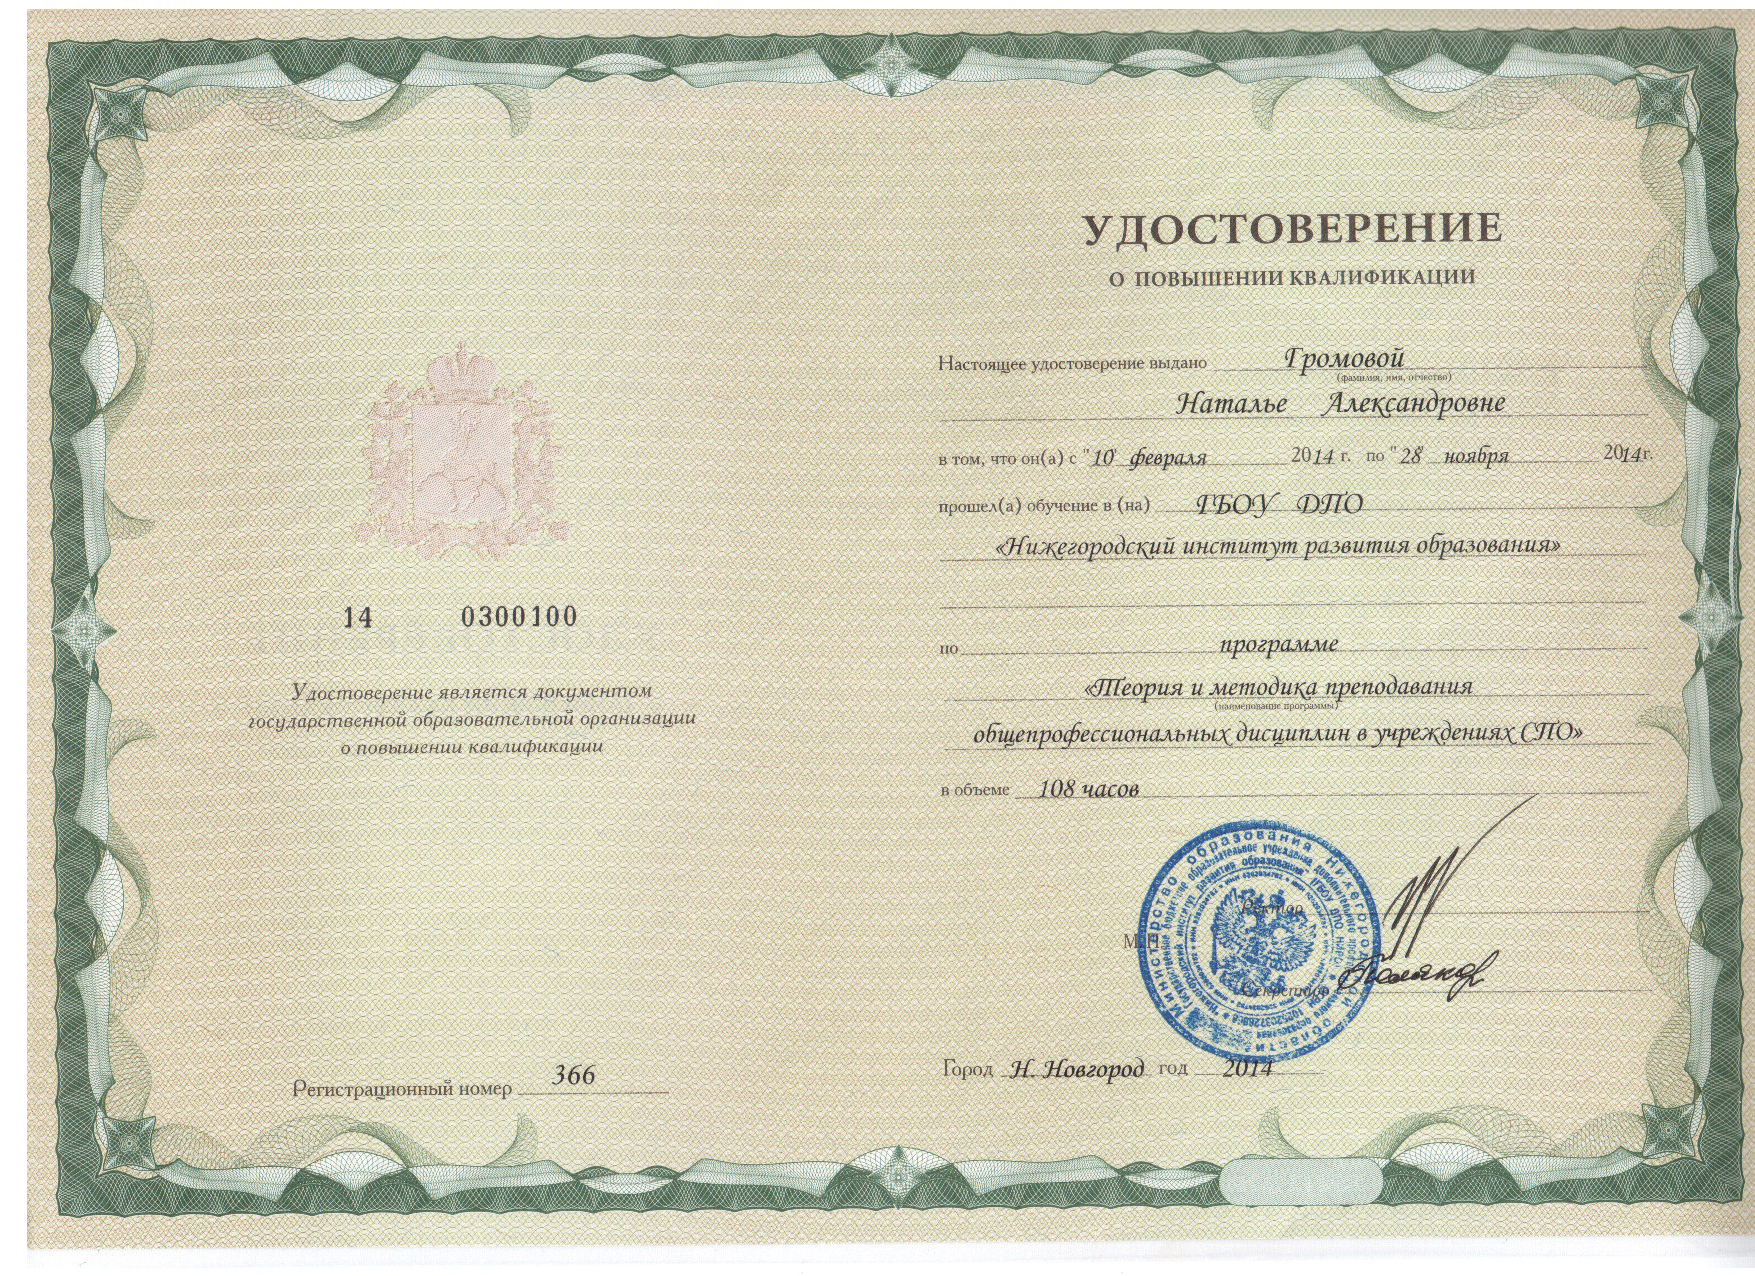 14 0300100
Удостоверение является документом
государственной образовательной организации
о повышении квалификации
Регистрационный номер 366
УДОСТОВЕРЕНИЕ
О ПОВЫШЕНИИ КВАЛИФИКАЦИИ
Настоящее удостоверение выдано Громовой
(фамилия, имя, отчество)
Наталье Александровне
в том, что он(а) с "10" февраля 2014 г. по "28" ноября 2014г.
прошел(а) обучение в (на) ГБОУ ДПО
«Нижегородский институт развития образования»
по программе
«Теория и методика преподавания
(наименование программы)
общепрофессиональных дисциплин в учреждениях СПО»
в объеме 108 часов
Ректор
М.П.
Секретарь
Министерство образования Нижегородской области
Город Н. Новгород год 2014